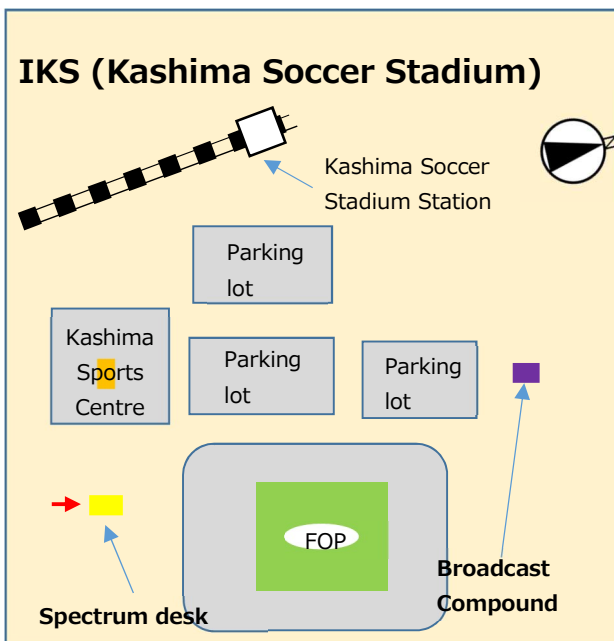 IKS (Kashima Soccer Stadium)
Kashima Soccer
Stadium Station
Parking
lot
Kashima
Sports
Centre
Parking
lot
Parking
lot
FOP
Broadcast
Compound
Spectrum desk